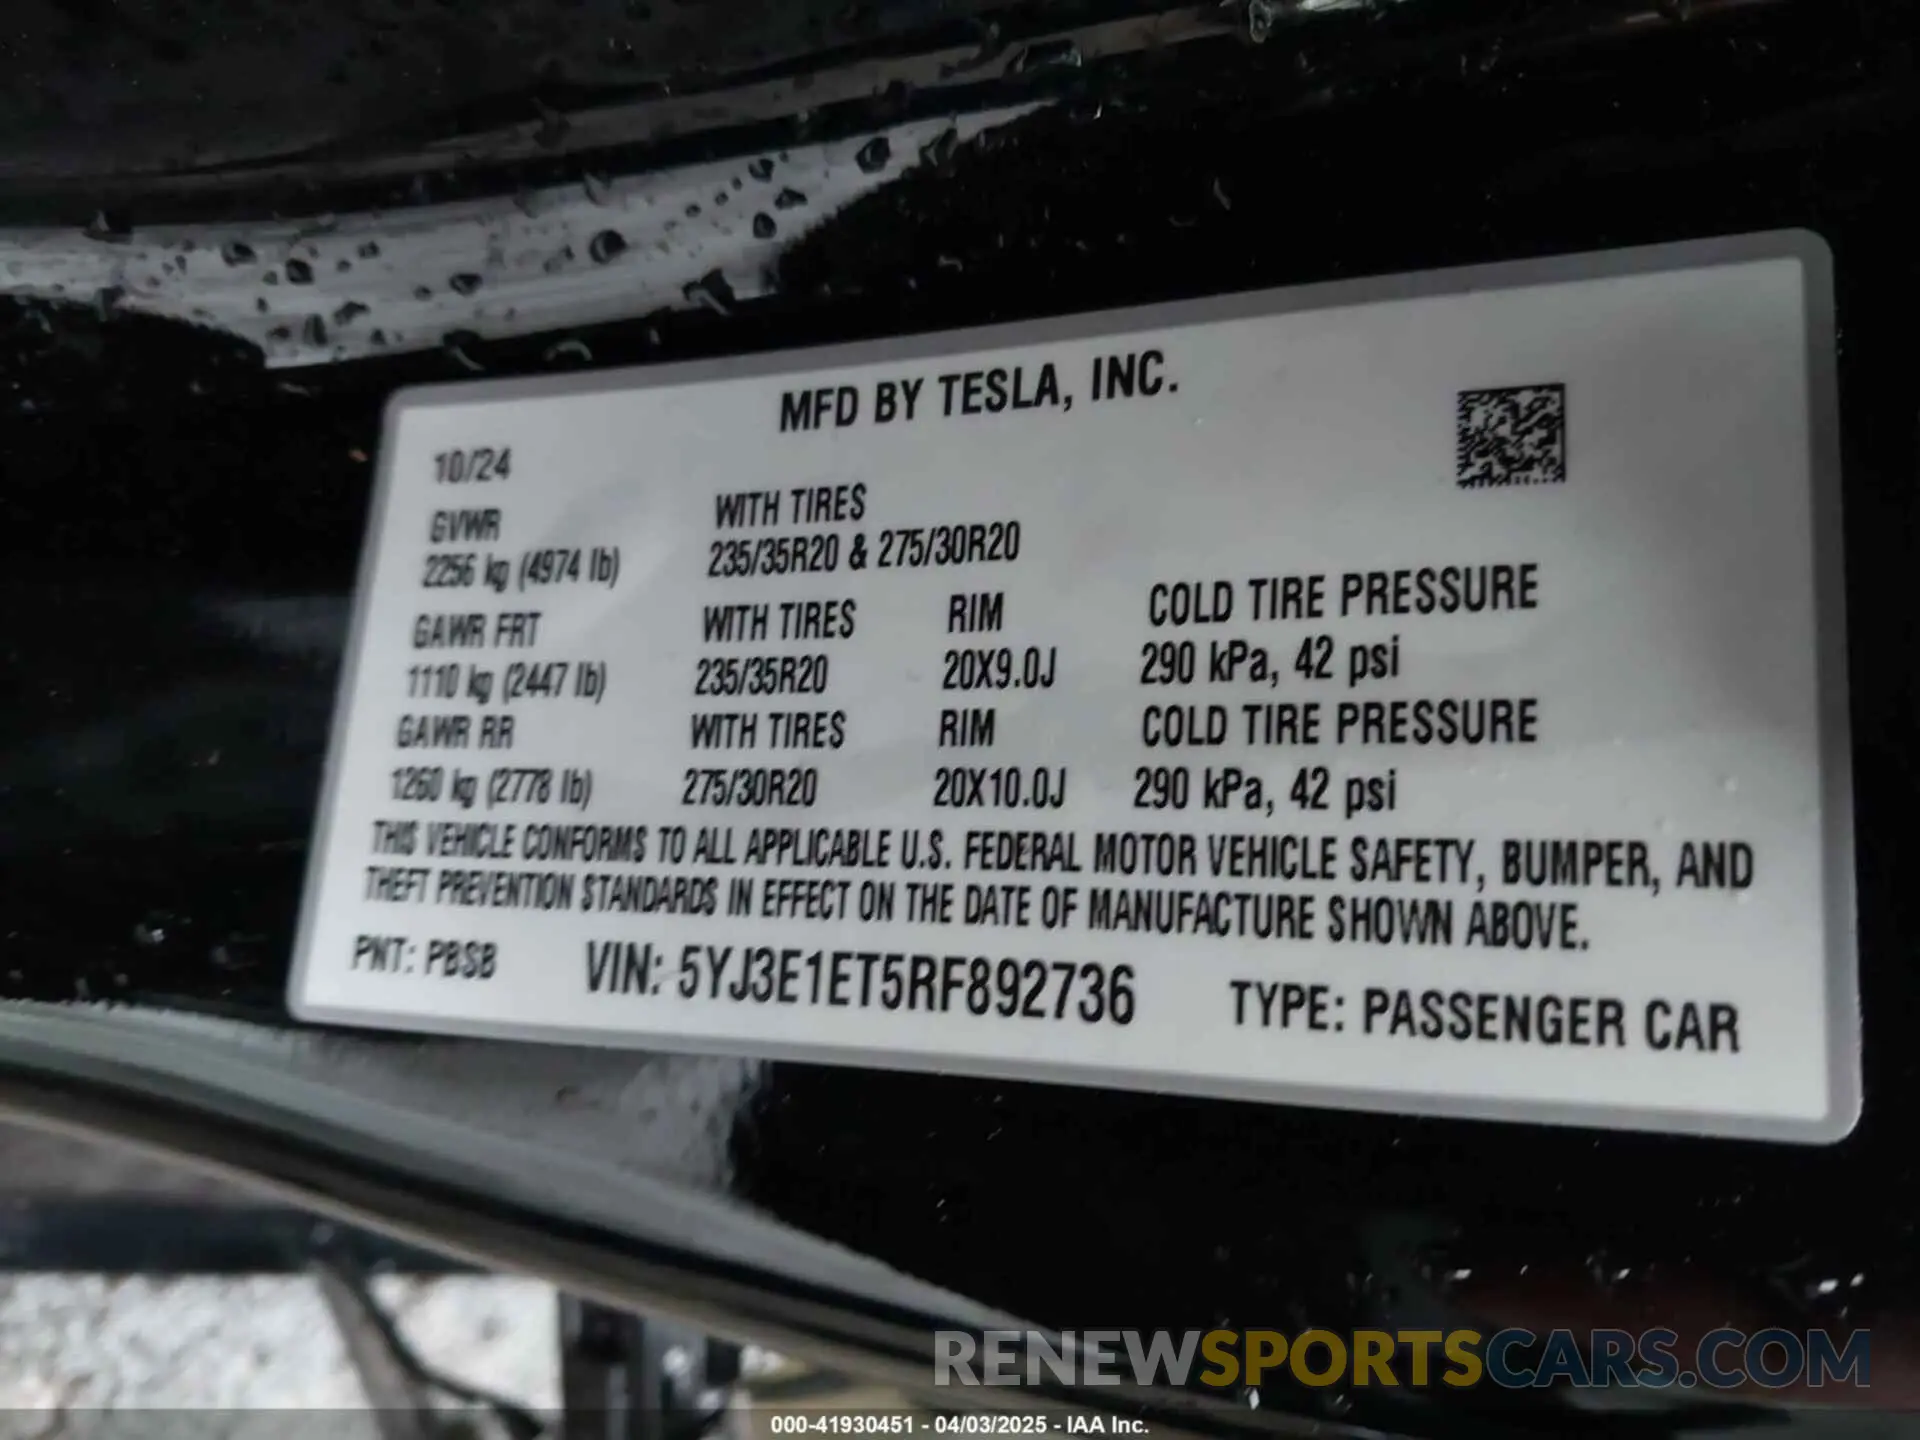 MFD BY TESLA, INC.
10/24
GVWR WITH TIRES
2256 kg (4974 lb) 235/35R20 & 275/30R20
GAWR FRT WITH TIRES RIM COLD TIRE PRESSURE
1110 kg (2447 lb) 235/35R20 20X9.0J 290 kPa, 42 psi
GAWR RR WITH TIRES RIM COLD TIRE PRESSURE
1260 kg (2778 lb) 275/30R20 20X10.0J 290 kPa, 42 psi
THIS VEHICLE CONFORMS TO ALL APPLICABLE U.S. FEDERAL MOTOR VEHICLE SAFETY, BUMPER, AND
THEFT PREVENTION STANDARDS IN EFFECT ON THE DATE OF MANUFACTURE SHOWN ABOVE.
PNT: PBSB VIN: 5YJ3E1ET5RF892736 TYPE: PASSENGER CAR
RENEWSPORTSCARS.COM
000-41930451 - 04/03/2025 - IAA Inc.